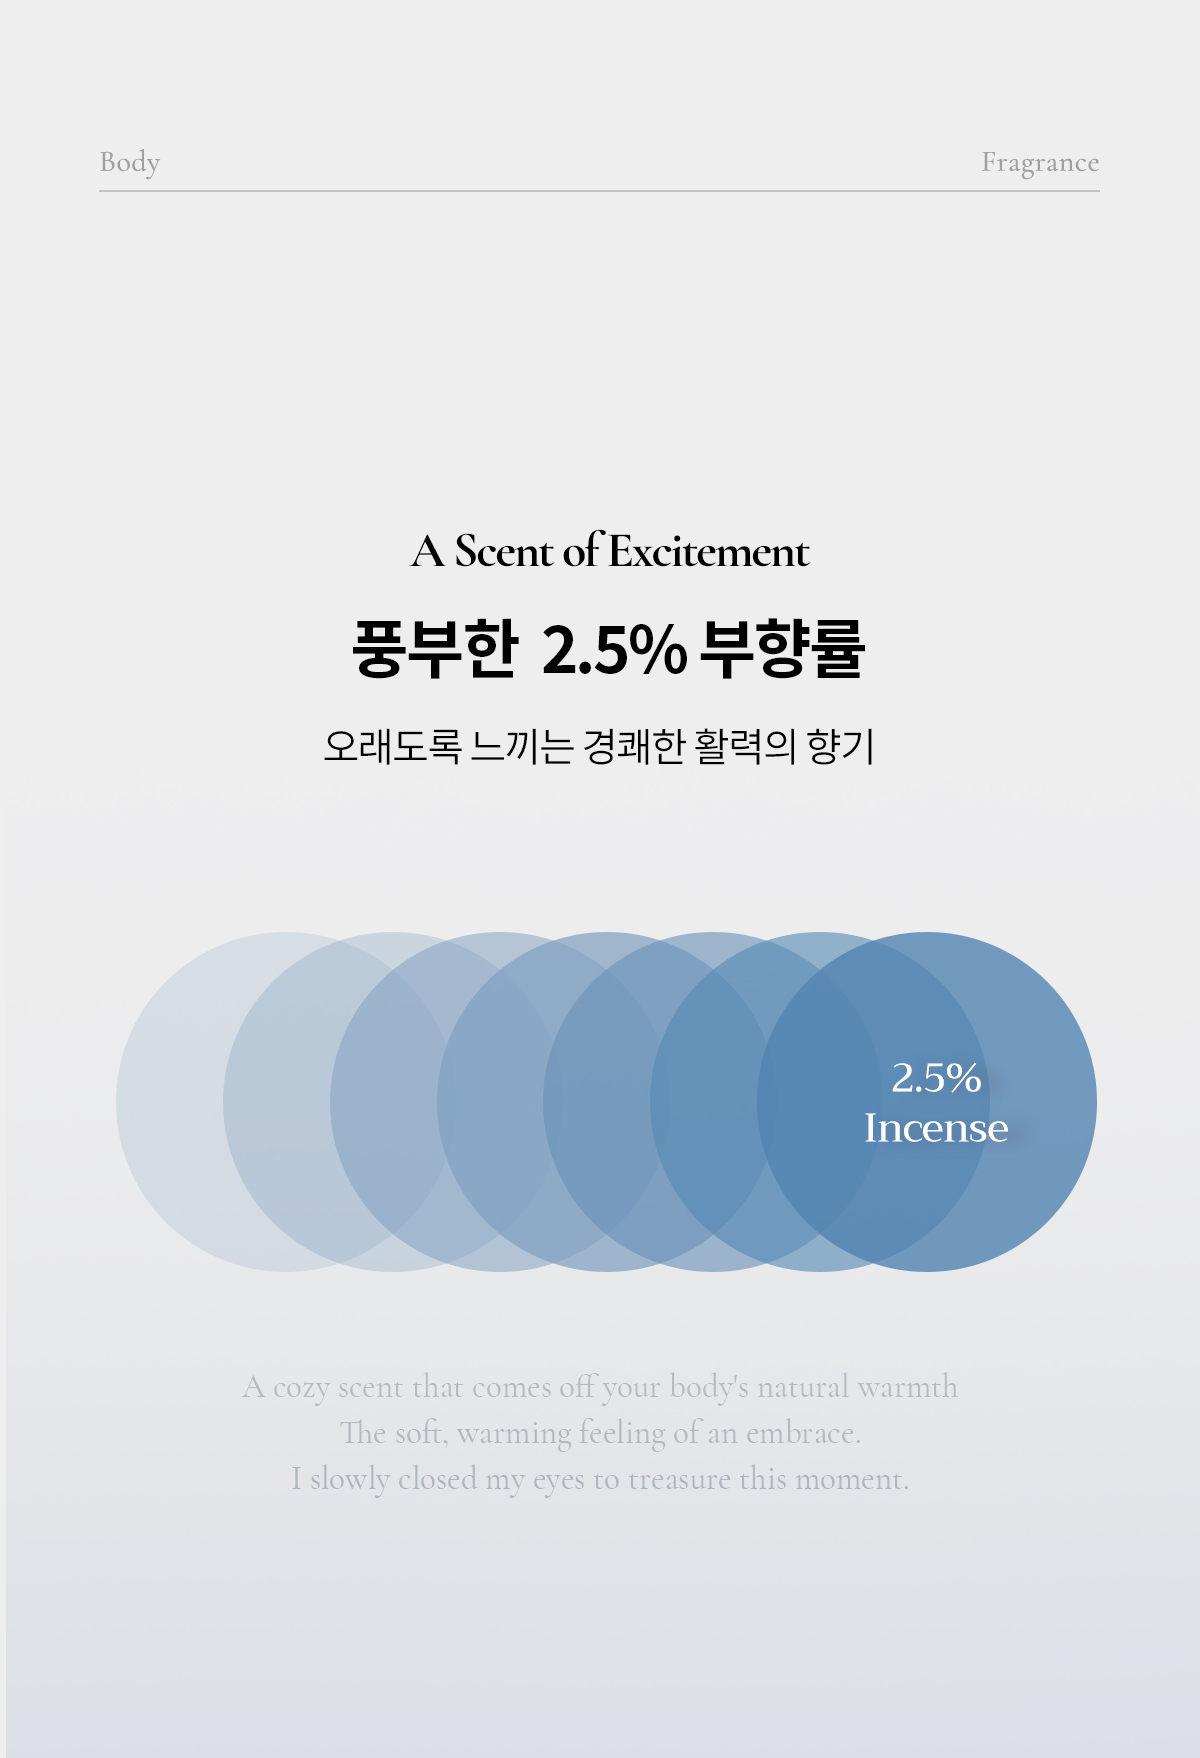 Body
Fragrance
A Scent of Excitement
풍부한 2.5% 부향률
오래도록 느끼는 경쾌한 활력의 향기
2.5%
Incense
A cozy scent that comes off your body's natural warmth
The soft, warming feeling of an embrace.
I slowly closed my eyes to treasure this moment.